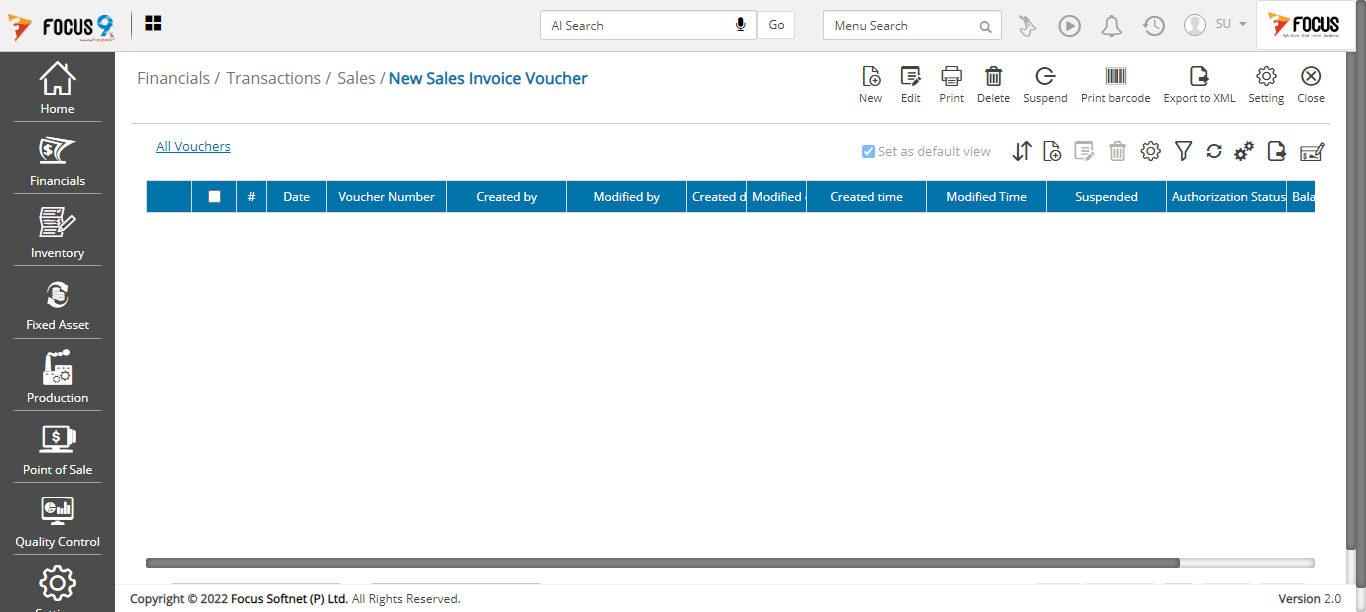 FOCUS 9
AI Search
Go
Menu Search
SU
FOCUS
Home
Financials
Inventory
Fixed Asset
Production
Point of Sale
Quality Control
Financials / Transactions / Sales / New Sales Invoice Voucher
New
Edit
Print
Delete
Suspend
Print barcode
Export to XML
Setting
Close
All Vouchers
Set as default view
# Date Voucher Number Created by Modified by Created d Modified Created time Modified Time Suspended Authorization Status Bala
Copyright © 2022 Focus Softnet (P) Ltd. All Rights Reserved.
Version 2.0